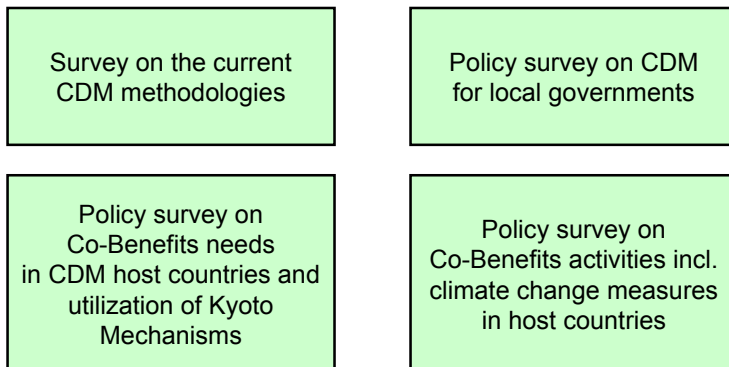 Survey on the current
CDM methodologies
Policy survey on CDM
for local governments
Policy survey on
Co-Benefits needs
in CDM host countries and
utilization of Kyoto
Mechanisms
Policy survey on
Co-Benefits activities incl.
climate change measures
in host countries